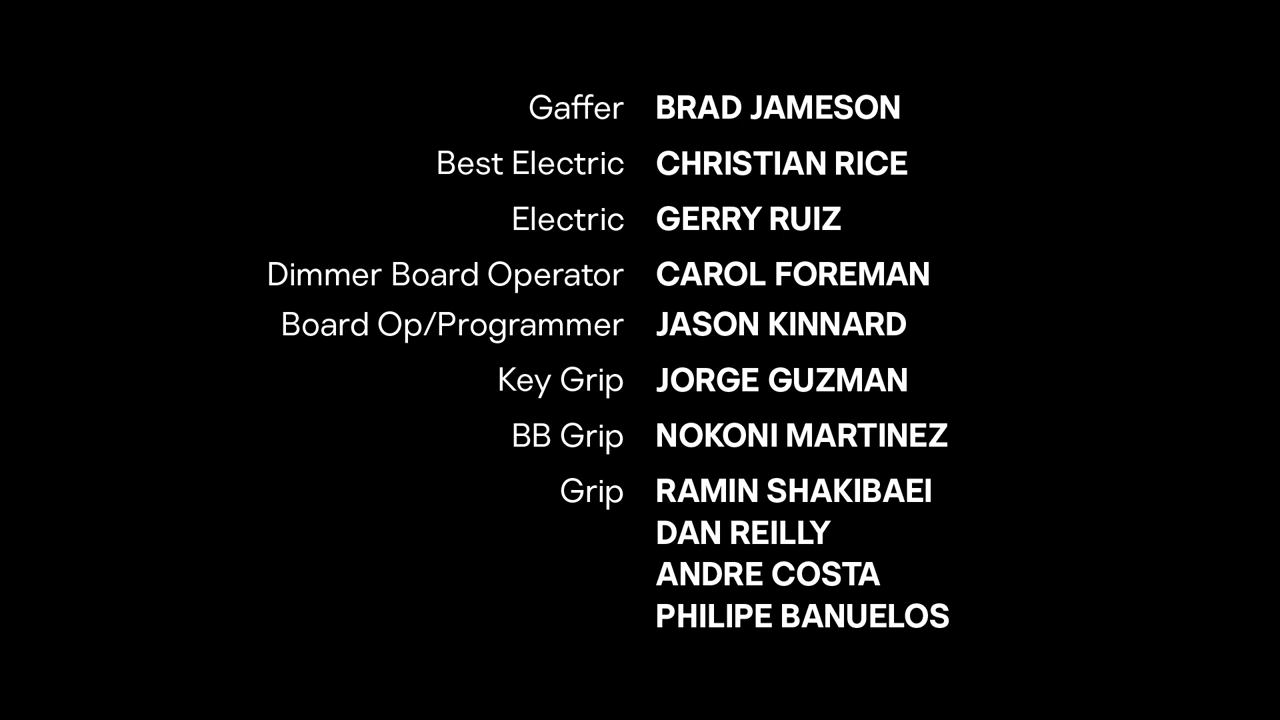 Gaffer BRAD JAMESON
Best Electric CHRISTIAN RICE
Electric GERRY RUIZ
Dimmer Board Operator CAROL FOREMAN
Board Op/Programmer JASON KINNARD
Key Grip JORGE GUZMAN
BB Grip NOKONI MARTINEZ
Grip RAMIN SHAKIBAEI
DAN REILLY
ANDRE COSTA
PHILIPE BANUELOS